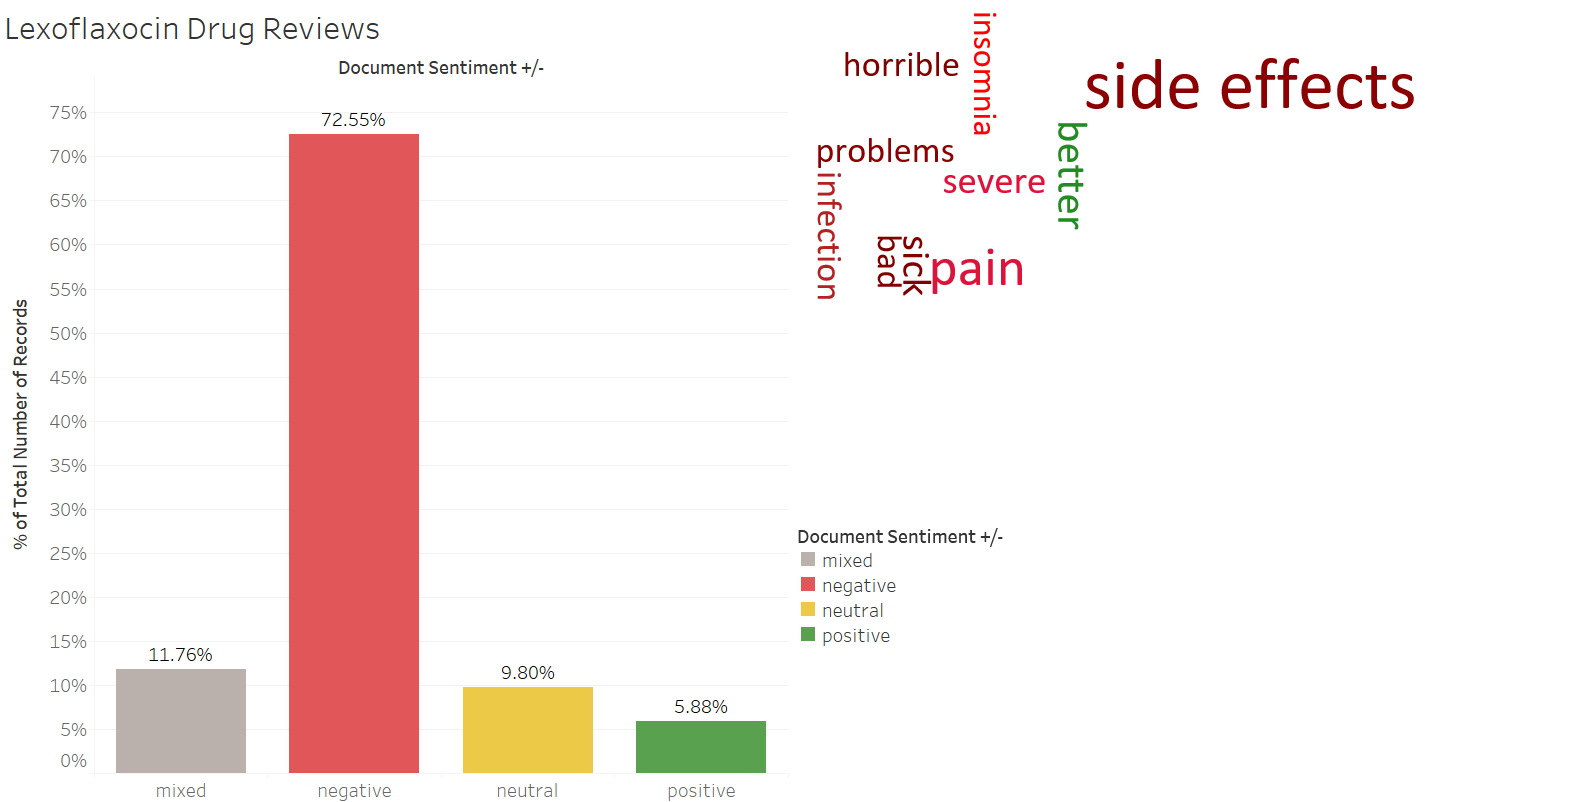 Lexoflaxocin Drug Reviews
Document Sentiment +/-
% of Total Number of Records
75%
70%
65%
60%
55%
50%
45%
40%
35%
30%
25%
20%
15%
10%
5%
0%
11.76%
72.55%
9.80%
5.88%
mixed
negative
neutral
positive
horrible
insomnia
side effects
problems
better
severe
infection
bad
sick
pain
Document Sentiment +/-
mixed
negative
neutral
positive